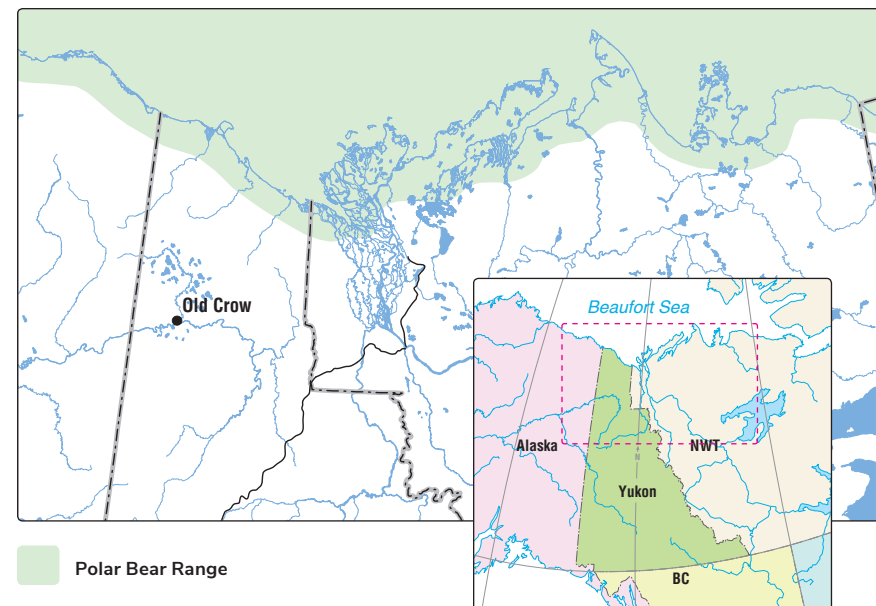 Old Crow
Beaufort Sea
Alaska
NWT
N
Yukon
BC
Polar Bear Range